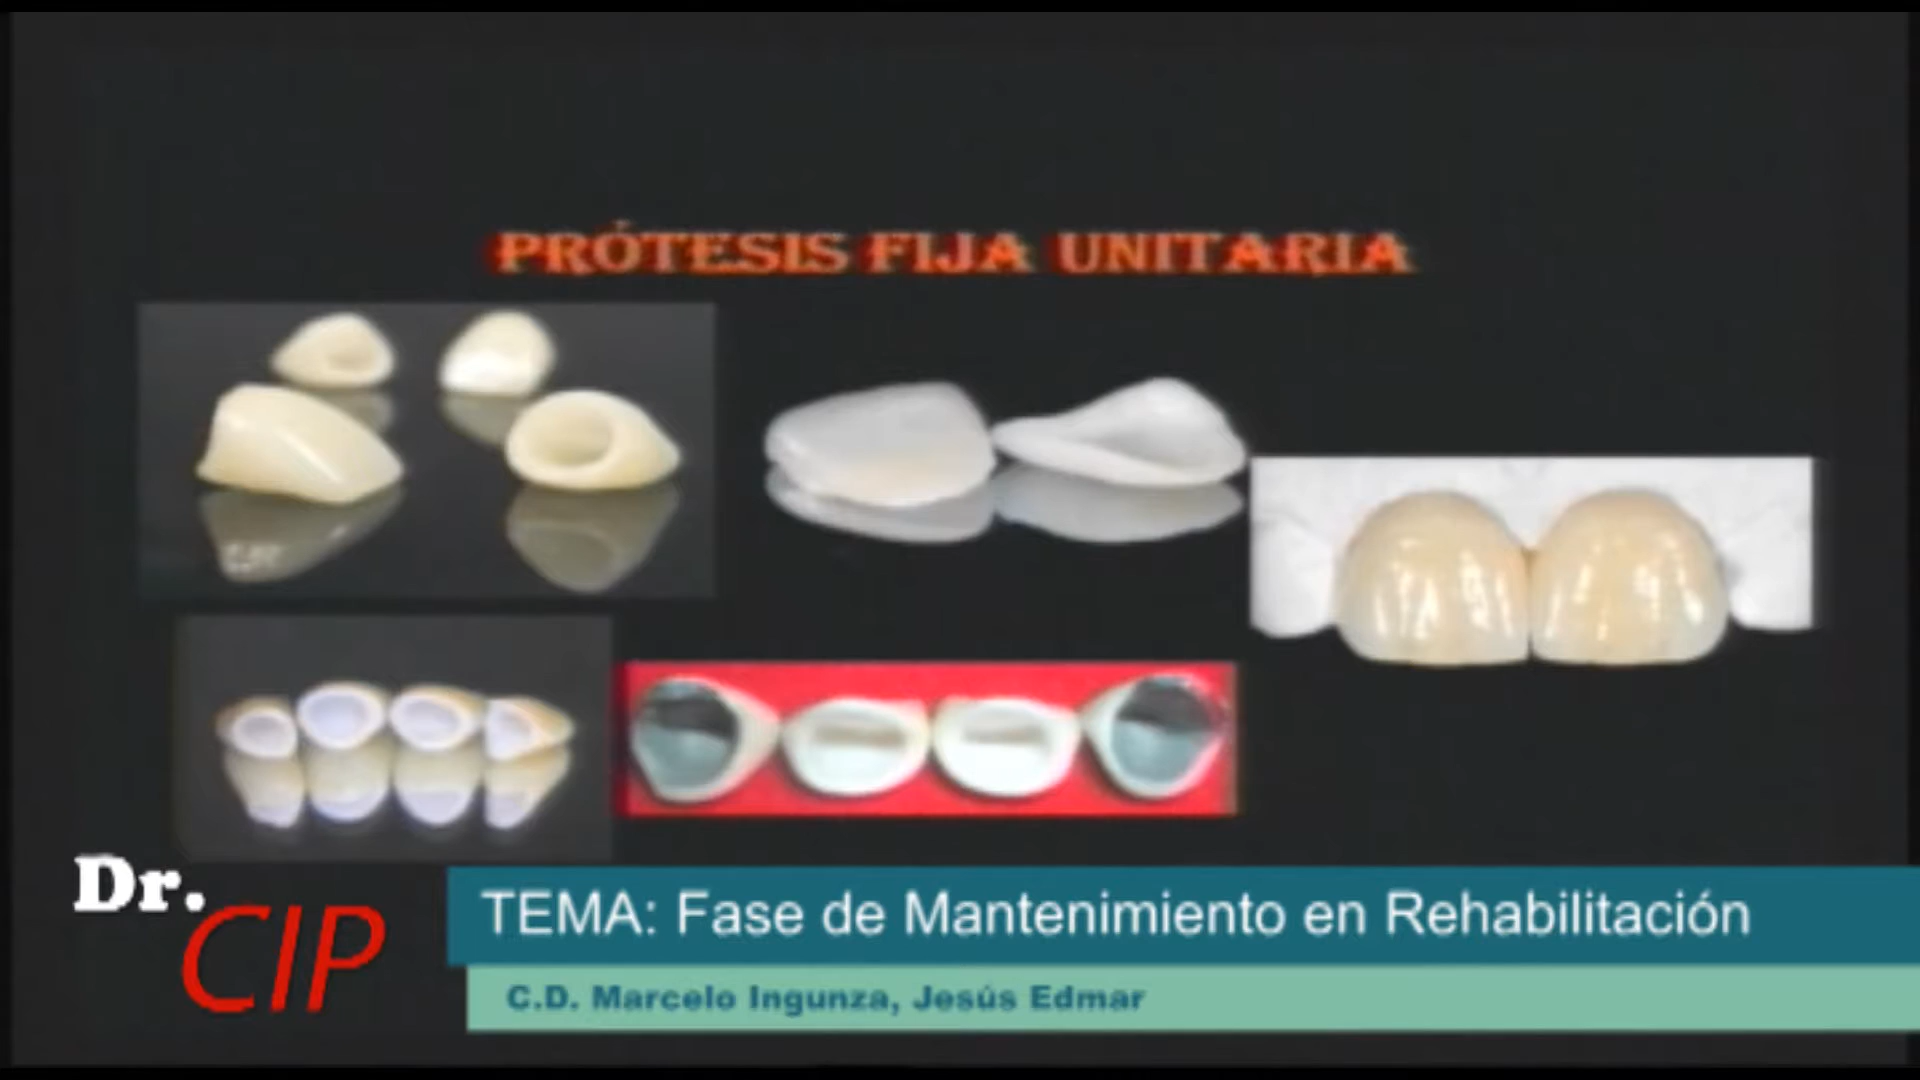 PRÓTESIS FIJA UNITARIA
Dr.
CIP
TEMA: Fase de Mantenimiento en Rehabilitación
C.D. Marcelo Ingunza, Jesús Edmar